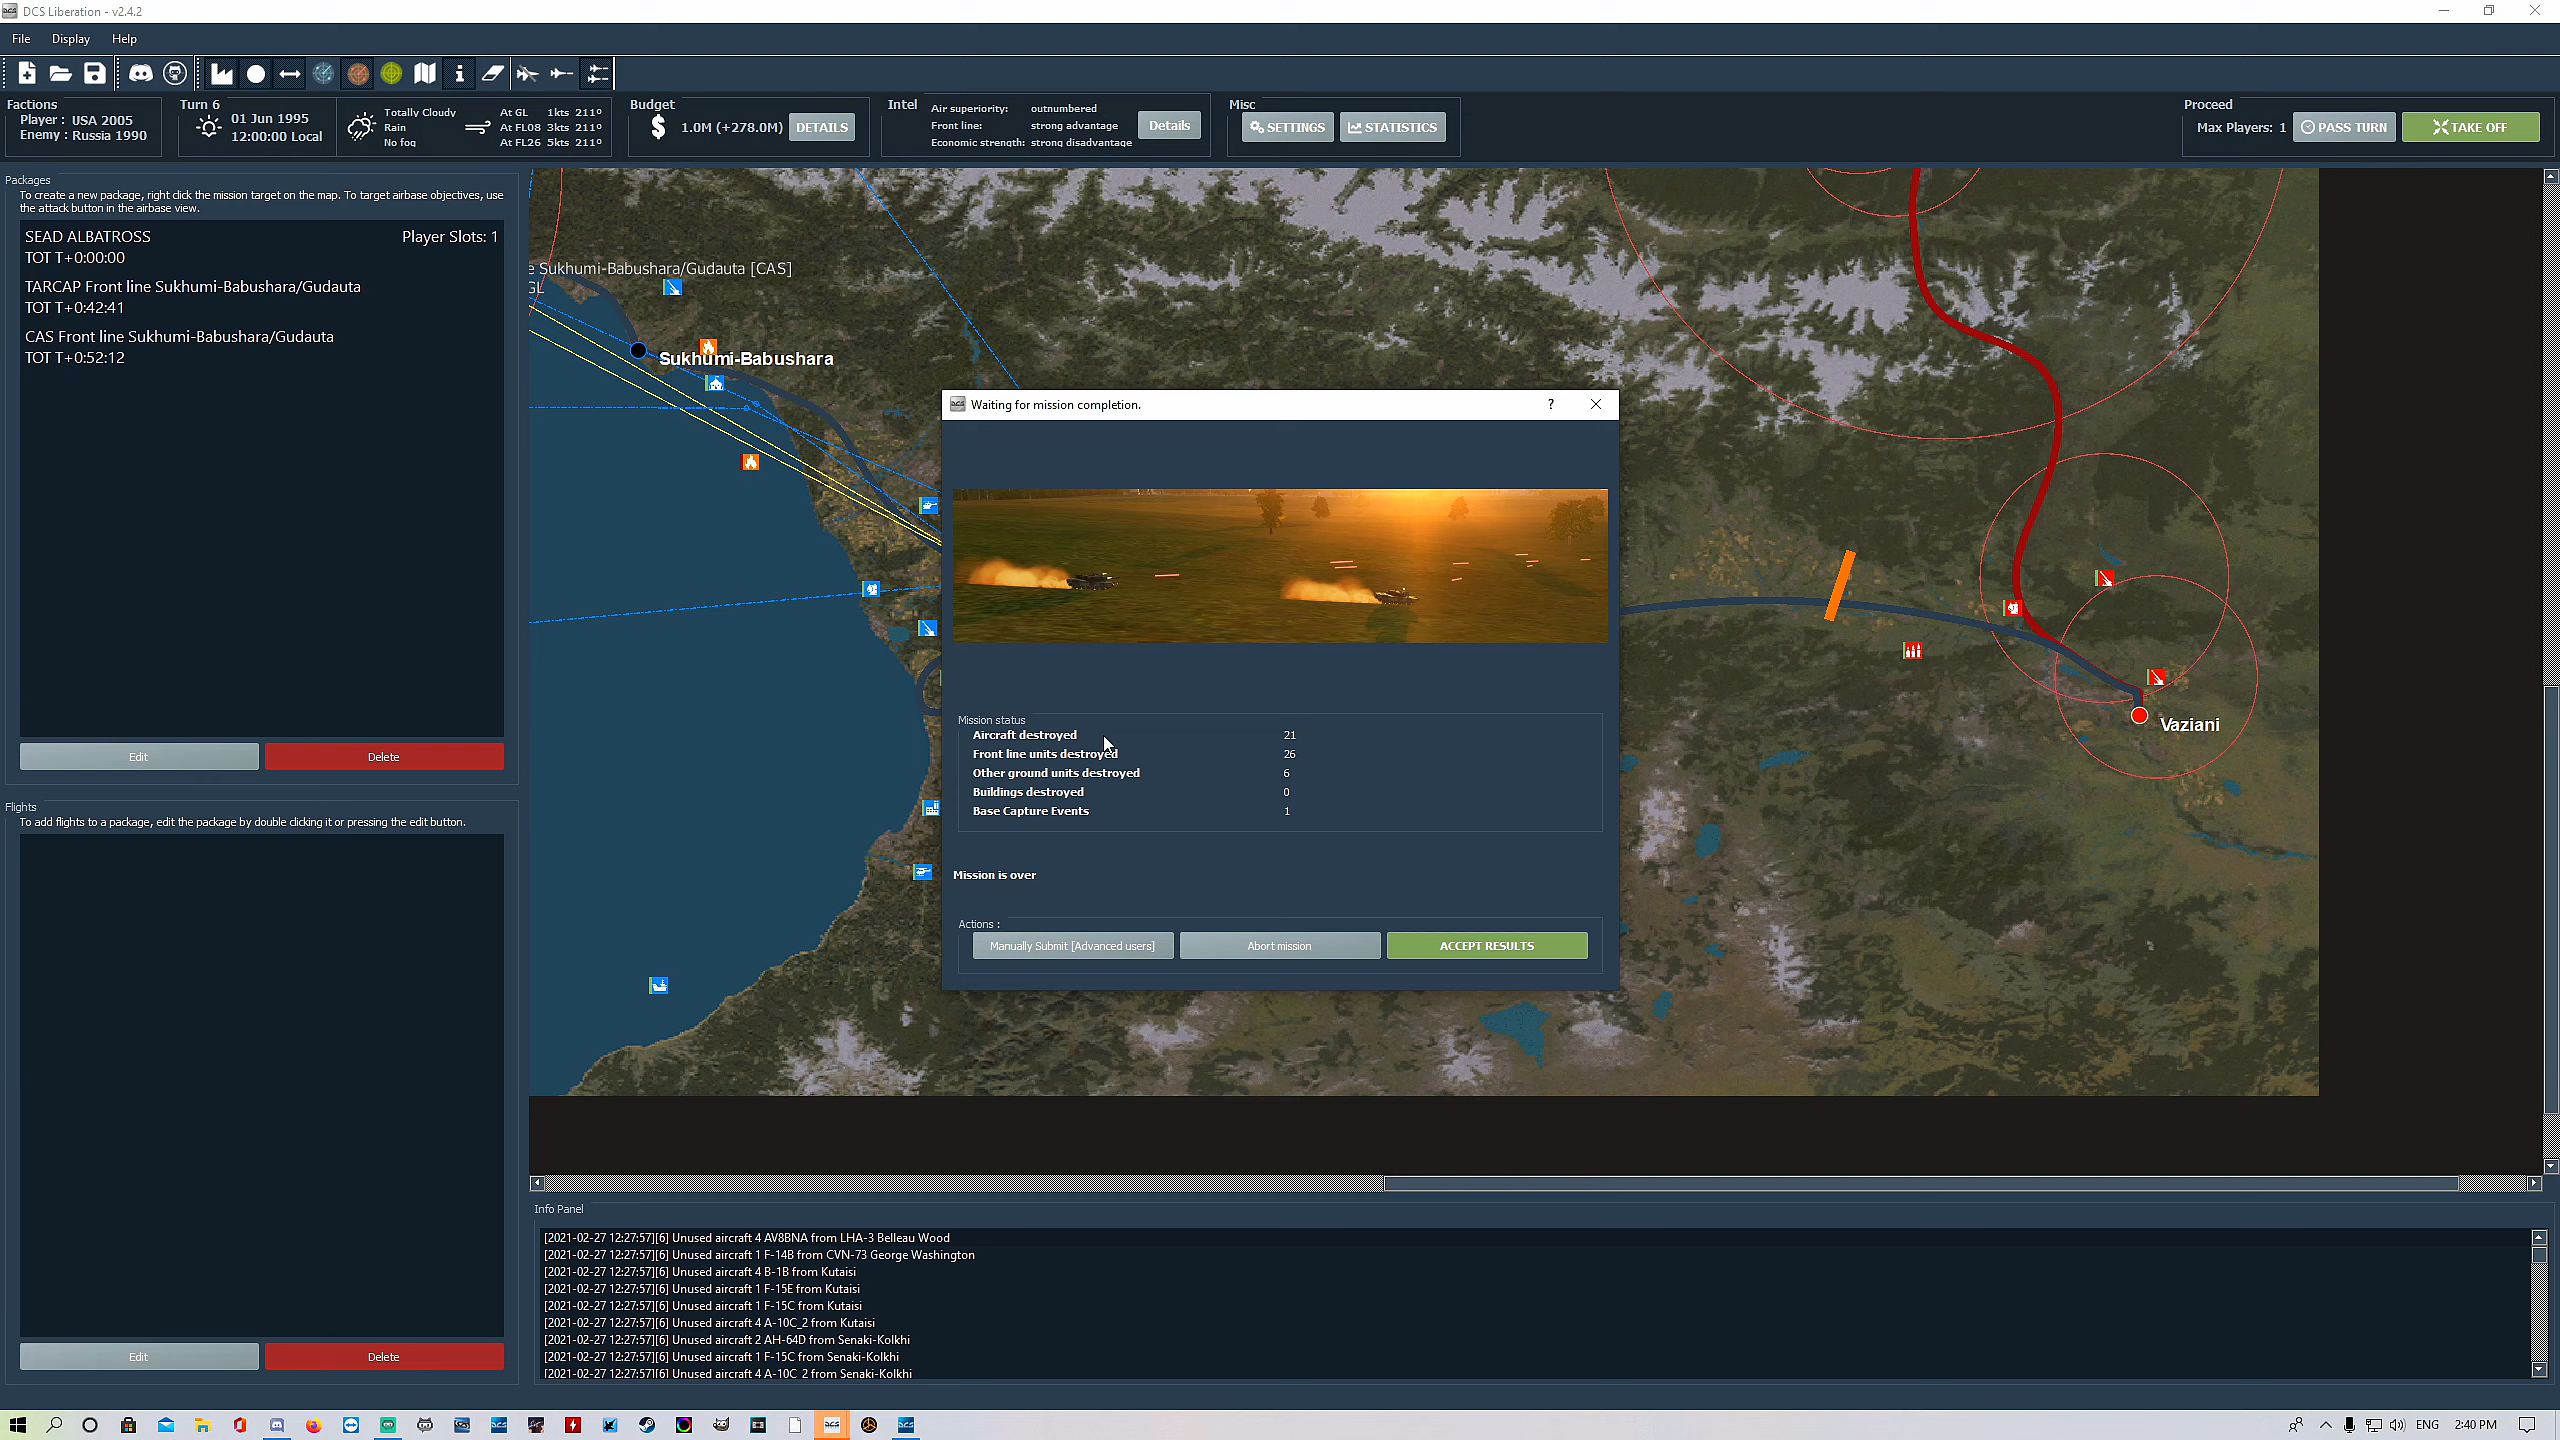 DCS Liberation - v2.4.2
File Display Help
Factions
Player : USA 2005
Enemy : Russia 1990
Turn 6
01 Jun 1995
12:00:00 Local
Totally Cloudy
Rain
No fog
At GL 1kts 211º
At FL08 3kts 211º
At FL26 5kts 211º
Budget
1.0M (+278.0M)
DETAILS
Intel
Air superiority: outnumbered
Front line: strong advantage
Economic strength: strong disadvantage
Details
Misc
SETTINGS
STATISTICS
Proceed
Max Players: 1
PASS TURN
TAKE OFF
Packages
To create a new package, right click the mission target on the map. To target airbase objectives, use
the attack button in the airbase view.
SEAD ALBATROSS Player Slots: 1
TOT T+0:00:00
TARCAP Front line Sukhumi-Babushara/Gudauta
TOT T+0:42:41
CAS Front line Sukhumi-Babushara/Gudauta
TOT T+0:52:12
Edit
Delete
Flights
To add flights to a package, edit the package by double clicking it or pressing the edit button.
Edit
Delete
e Sukhumi-Babushara/Gudauta [CAS]
GL
Sukhumi-Babushara
Vaziani
Waiting for mission completion.
?
Mission status
Aircraft destroyed 21
Front line units destroyed 26
Other ground units destroyed 6
Buildings destroyed 0
Base Capture Events 1
Mission is over
Actions :
Manually Submit [Advanced users]
Abort mission
ACCEPT RESULTS
Info Panel
[2021-02-27 12:27:57][6] Unused aircraft 4 AV8BNA from LHA-3 Belleau Wood
[2021-02-27 12:27:57][6] Unused aircraft 1 F-14B from CVN-73 George Washington
[2021-02-27 12:27:57][6] Unused aircraft 4 B-1B from Kutaisi
[2021-02-27 12:27:57][6] Unused aircraft 1 F-15E from Kutaisi
[2021-02-27 12:27:57][6] Unused aircraft 1 F-15C from Kutaisi
[2021-02-27 12:27:57][6] Unused aircraft 4 A-10C_2 from Kutaisi
[2021-02-27 12:27:57][6] Unused aircraft 2 AH-64D from Senaki-Kolkhi
[2021-02-27 12:27:57][6] Unused aircraft 1 F-15C from Senaki-Kolkhi
[2021-02-27 12:27:57][6] Unused aircraft 4 A-10C_2 from Senaki-Kolkhi
ENG 2:40 PM